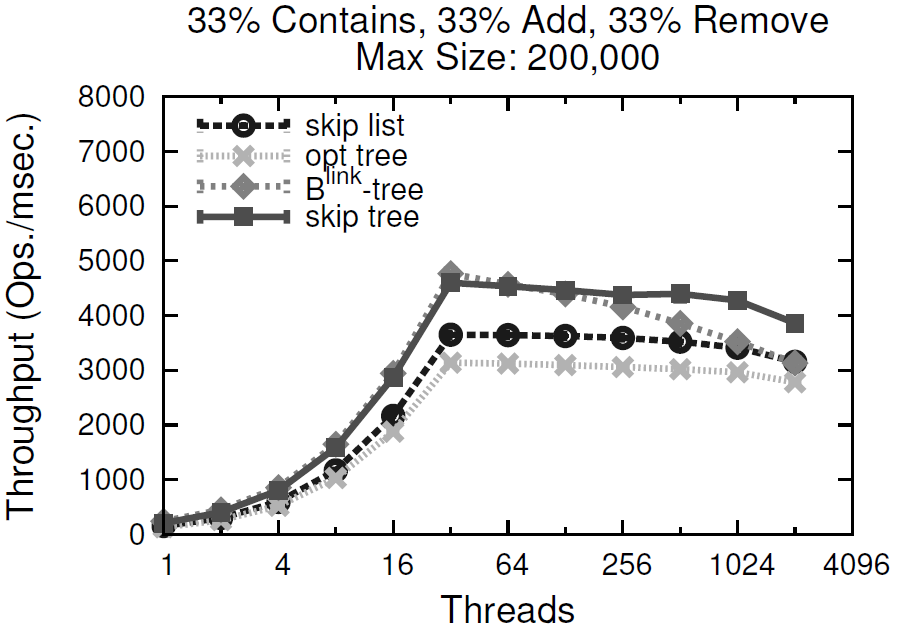 33% Contains, 33% Add, 33% Remove
Max Size: 200,000
8000
7000
6000
5000
4000
3000
2000
1000
0
Throughput (Ops./msec.)
skip list
opt tree
Blink-tree
skip tree
1 4 16 64 256 1024 4096
Threads